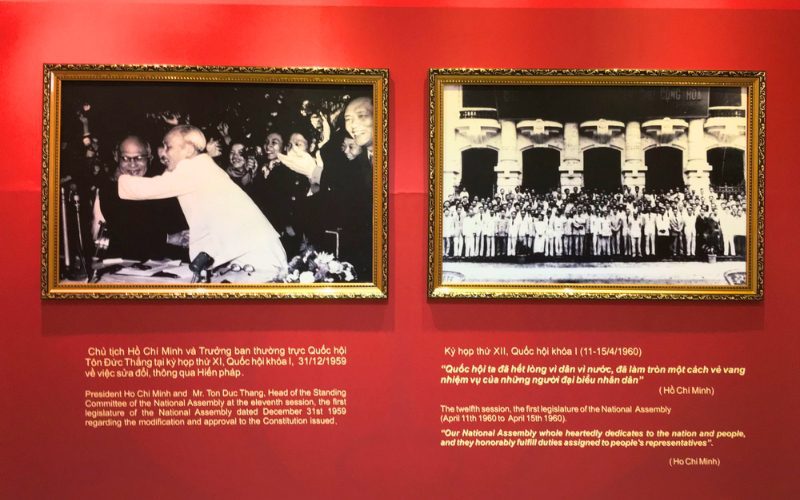 CỘNG HÒA
Chủ tịch Hồ Chí Minh và Trưởng ban thường trực Quốc hội
Tôn Đức Thắng tại kỳ họp thứ XI, Quốc hội khóa I, 31/12/1959
về việc sửa đổi, thông qua Hiến pháp.
President Ho Chi Minh and Mr. Ton Duc Thang, Head of the Standing
Committee of the National Assembly at the eleventh session, the first
legislature of the National Assembly dated December 31st 1959
regarding the modification and approval to the Constitution issued.
Kỳ họp thứ XII, Quốc hội khóa I (11-15/4/1960)
"Quốc hội ta đã hết lòng vì dân vì nước, đã làm tròn một cách vẻ vang
nhiệm vụ của những người đại biểu nhân dân"
(Hồ Chí Minh)
The twelfth session, the first legislature of the National Assembly
(April 11th 1960 to April 15th 1960).
"Our National Assembly whole heartedly dedicates to the nation and people,
and they honorably fulfill duties assigned to people's representatives".
(Ho Chi Minh)